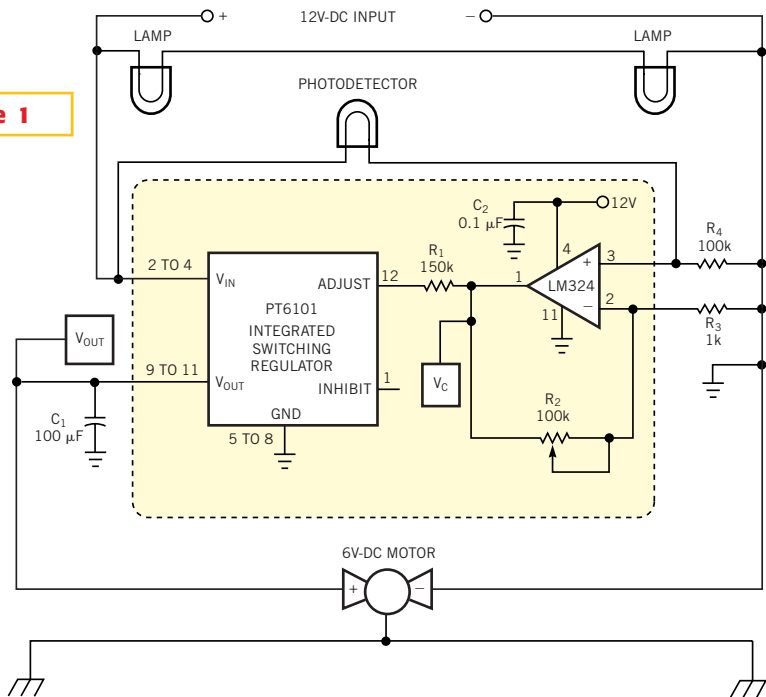 + 12V-DC INPUT –
LAMP
LAMP
PHOTODETECTOR
e 1
C2
0.1 µF
12V
R1
150k
R4
100k
2 TO 4
VIN
ADJUST
12
1
4
3
+
LM324
–
2
11
PT6101
INTEGRATED
SWITCHING
REGULATOR
R3
1k
VOUT
9 TO 11
VOUT
INHIBIT
1
VC
R2
100k
C1
100 µF
GND
5 TO 8
6V-DC MOTOR
+
–